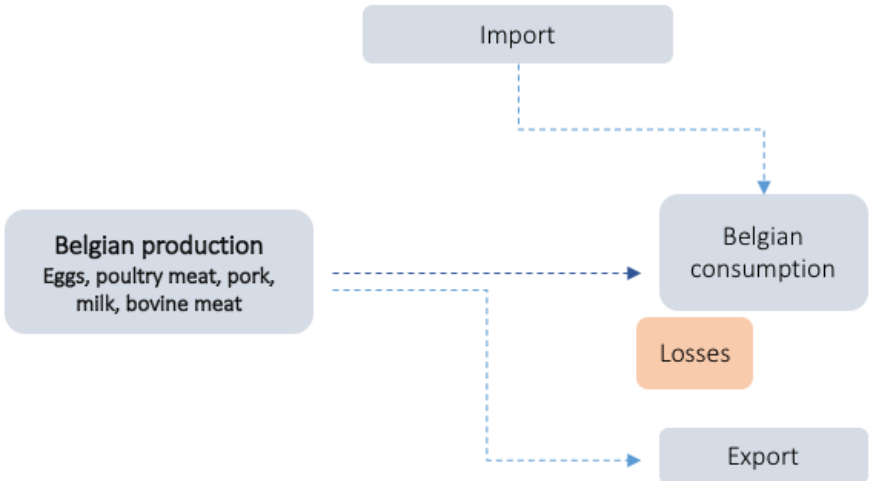 Import
Belgian production
Eggs, poultry meat, pork,
milk, bovine meat
Belgian
consumption
Losses
Export